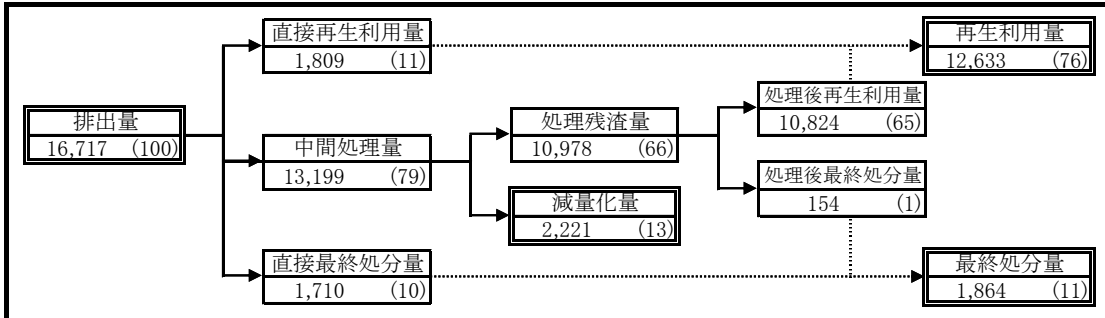 直接再生利用量
1,809 (11)
再生利用量
12,633 (76)
処理後再生利用量
10,824 (65)
排出量
16,717 (100)
中間処理量
13,199 (79)
処理残渣量
10,978 (66)
処理後最終処分量
154 (1)
減量化量
2,221 (13)
直接最終処分量
1,710 (10)
最終処分量
1,864 (11)